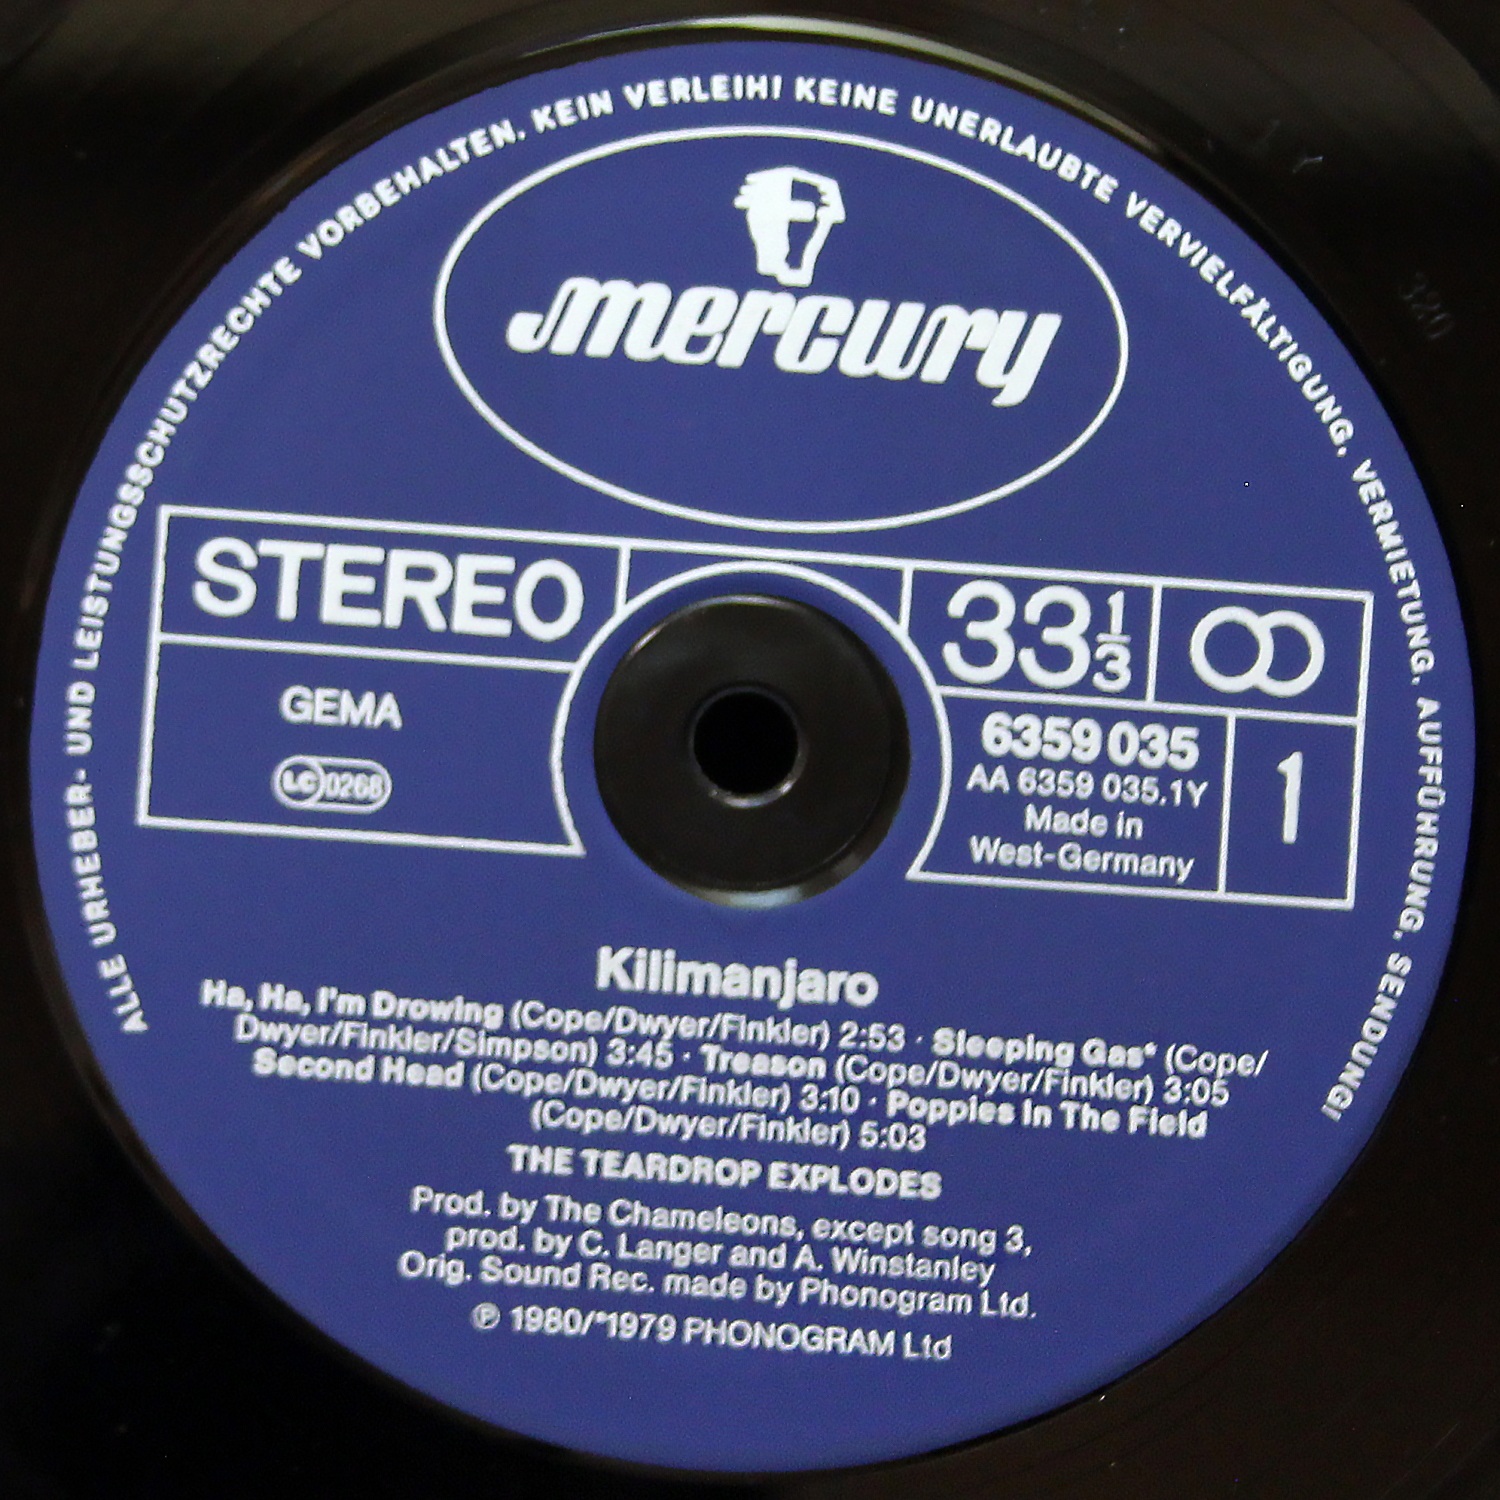 ALLE URHEBER- UND LEISTUNGSSCHUTZRECHTE VORBEHALTEN. KEIN VERLEIH! KEINE UNERLAUBTE VERVIELFÄLTIGUNG, VERMIETUNG, AUFFÜHRUNG, SENDUNG!
mercury
STEREO
33 1/3
GEMA
LC 0268
6359 035
AA 6359 035.1Y
Made in
West-Germany
1
Kilimanjaro
Ha, Ha, I'm Drowing (Cope/Dwyer/Finkler) 2:53 · Sleeping Gas* (Cope/
Dwyer/Finkler/Simpson) 3:45 · Treason (Cope/Dwyer/Finkler) 3:05
Second Head (Cope/Dwyer/Finkler) 3:10 · Poppies In The Field
(Cope/Dwyer/Finkler) 5:03
THE TEARDROP EXPLODES
Prod. by The Chameleons, except song 3,
prod. by C. Langer and A. Winstanley
Orig. Sound Rec. made by Phonogram Ltd.
℗ 1980/*1979 PHONOGRAM Ltd